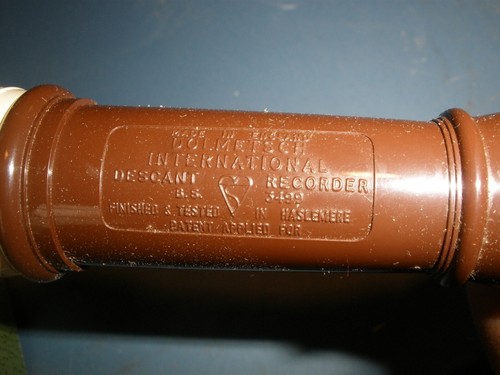 MADE IN ENGLAND
DOLMETSCH
INTERNATIONAL
DESCANT RECORDER
B.S. 3499
FINISHED & TESTED IN HASLEMERE
PATENT APPLIED FOR